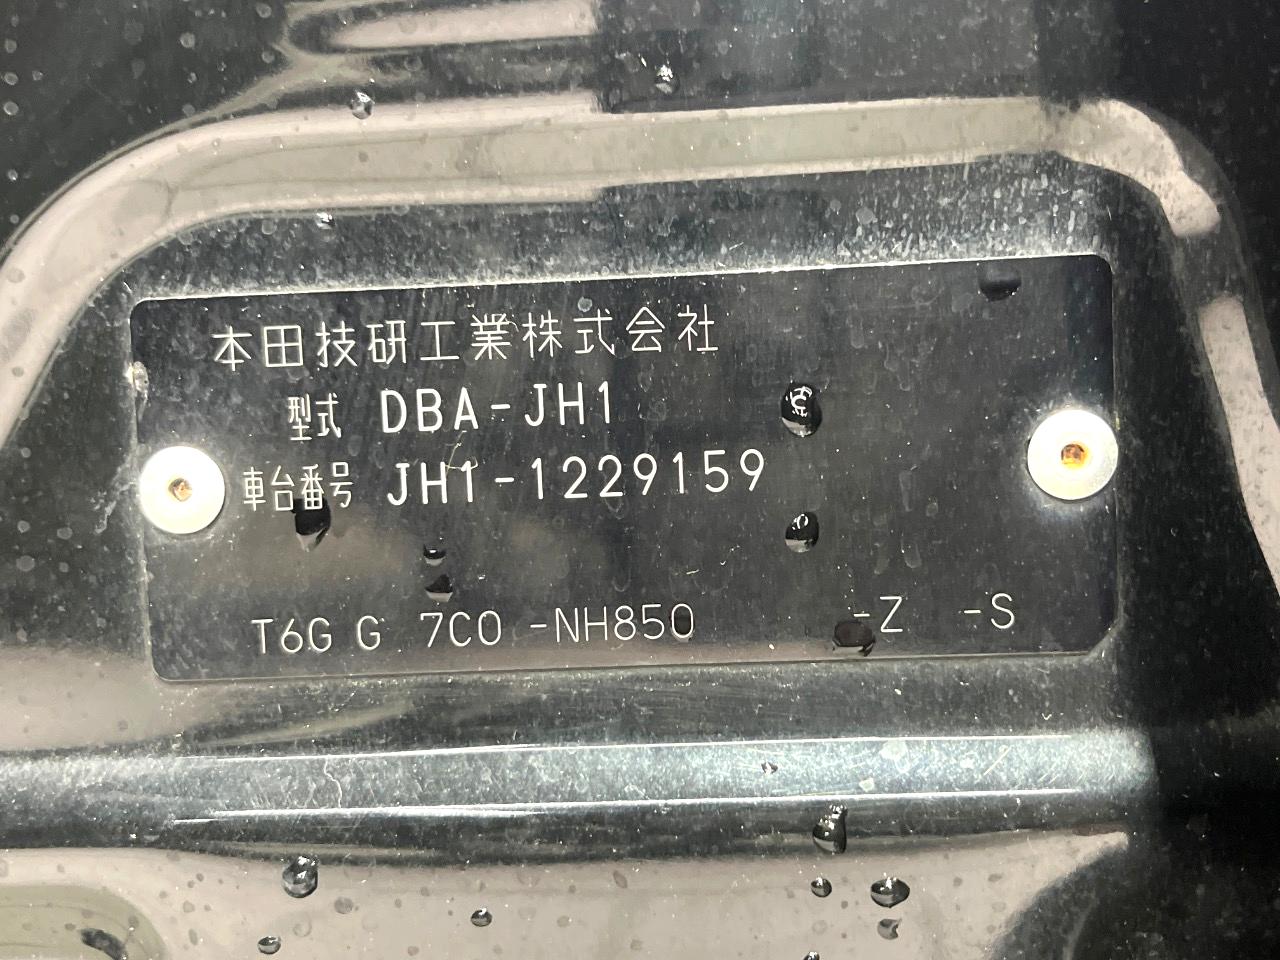 本田技研工業株式会社
型式 DBA-JH1
車台番号 JH1-1229159
T6G G 7C0 -NH850 -Z -S